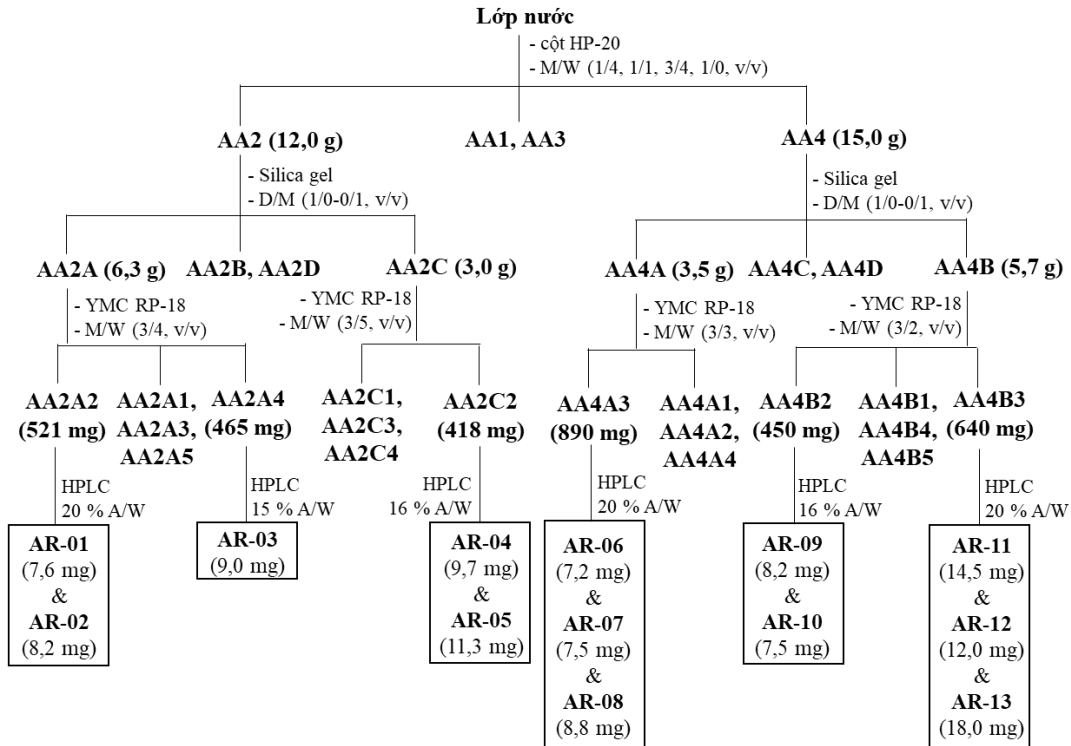 Lớp nước
- cột HP-20
- M/W (1/4, 1/1, 3/4, 1/0, v/v)
AA2 (12,0 g)
AA1, AA3
AA4 (15,0 g)
- Silica gel
- D/M (1/0-0/1, v/v)
- Silica gel
- D/M (1/0-0/1, v/v)
AA2A (6,3 g)
AA2B, AA2D
AA2C (3,0 g)
AA4A (3,5 g)
AA4C, AA4D
AA4B (5,7 g)
- YMC RP-18
- M/W (3/4, v/v)
- YMC RP-18
- M/W (3/5, v/v)
- YMC RP-18
- M/W (3/3, v/v)
- YMC RP-18
- M/W (3/2, v/v)
AA2A2
(521 mg)
AA2A1,
AA2A3,
AA2A5
AA2A4
(465 mg)
AA2C1,
AA2C3,
AA2C4
AA2C2
(418 mg)
AA4A3
(890 mg)
AA4A1,
AA4A2,
AA4A4
AA4B2
(450 mg)
AA4B1,
AA4B4,
AA4B5
AA4B3
(640 mg)
HPLC
20 % A/W
HPLC
15 % A/W
HPLC
16 % A/W
HPLC
20 % A/W
HPLC
16 % A/W
HPLC
20 % A/W
AR-01
(7,6 mg)
&
AR-02
(8,2 mg)
AR-03
(9,0 mg)
AR-04
(9,7 mg)
&
AR-05
(11,3 mg)
AR-06
(7,2 mg)
&
AR-07
(7,5 mg)
&
AR-08
(8,8 mg)
AR-09
(8,2 mg)
&
AR-10
(7,5 mg)
AR-11
(14,5 mg)
&
AR-12
(12,0 mg)
&
AR-13
(18,0 mg)